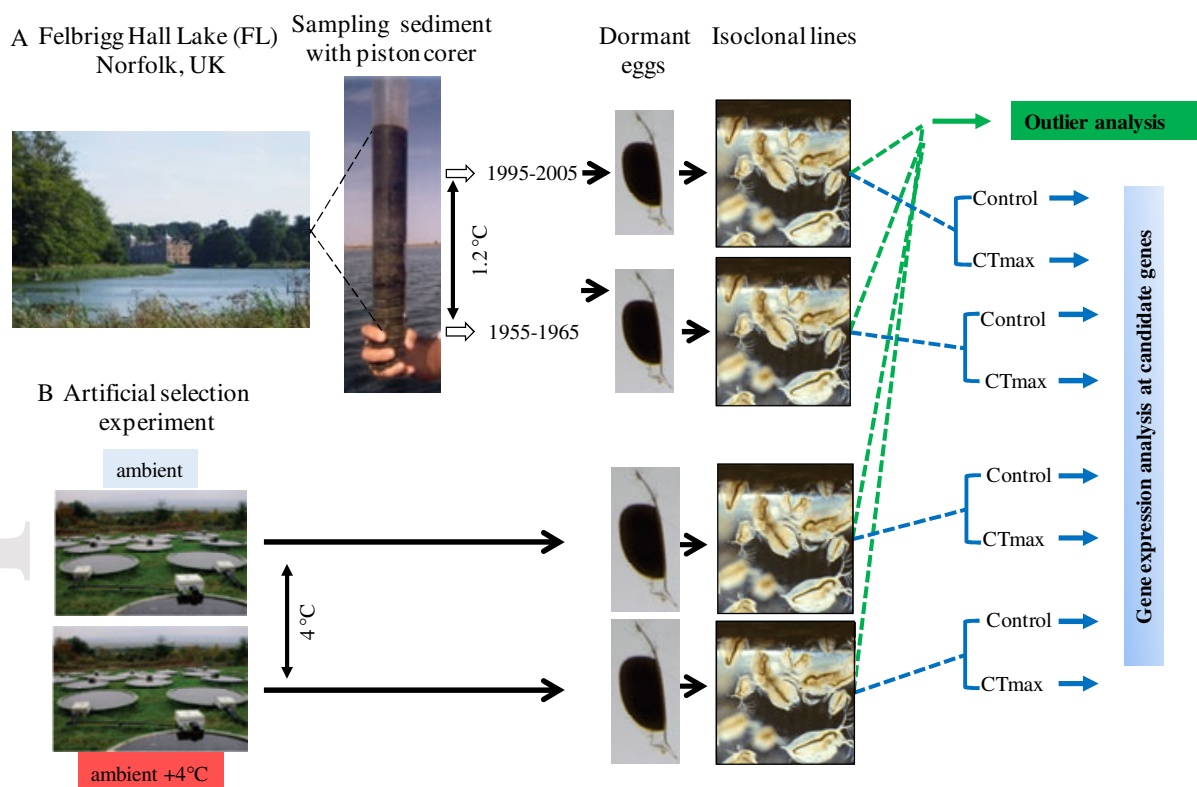 A Felbrigg Hall Lake (FL)
Norfolk, UK
Sampling sediment
with piston corer
Dormant
eggs
Isoclonal lines
1995-2005
1.2 °C
1955-1965
Outlier analysis
Control
CTmax
Control
CTmax
B Artificial selection
experiment
ambient
4 °C
ambient +4°C
Control
CTmax
Control
CTmax
Gene expression analysis at candidate genes